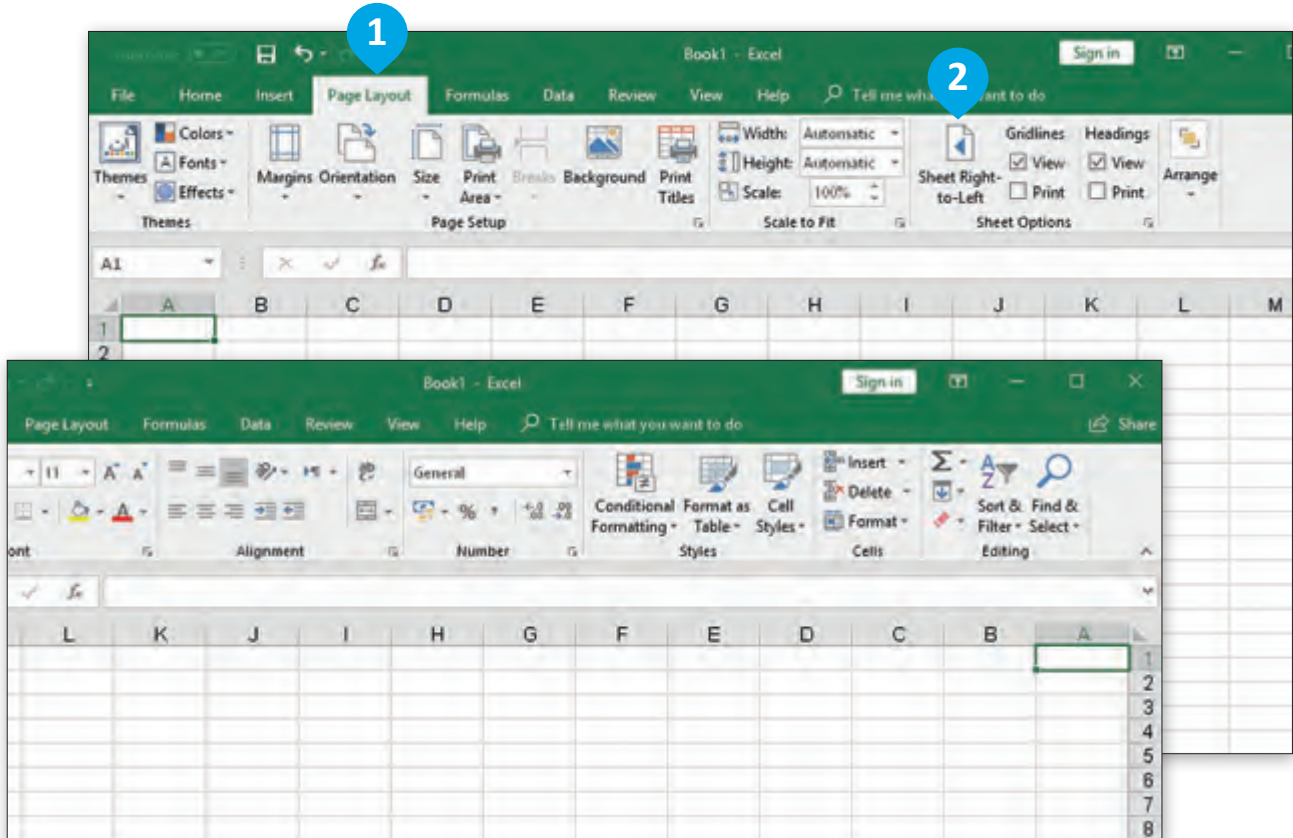 1
2
Book1 - Excel
Sign in
File Home Insert Page Layout Formulas Data Review View Help Tell me what you want to do
Themes
Colors
Fonts
Effects
Themes
Margins Orientation Size Print Area Breaks Background Print Titles
Page Setup
Width: Automatic
Height: Automatic
Scale: 100%
Scale to Fit
Sheet Right-to-Left
Gridlines Headings
View View
Print Print
Sheet Options
Arrange
A1 fx
A B C D E F G H I J K L M
1
2
Book1 - Excel
Sign in
Page Layout Formulas Data Review View Help Tell me what you want to do Share
11 A A
General
A
%
Conditional Formatting
Format as Table
Cell Styles
Insert
Delete
Format
Σ
Sort & Filter
Find & Select
ont Alignment Number Styles Cells Editing
fx
L K J I H G F E D C B A
1
2
3
4
5
6
7
8